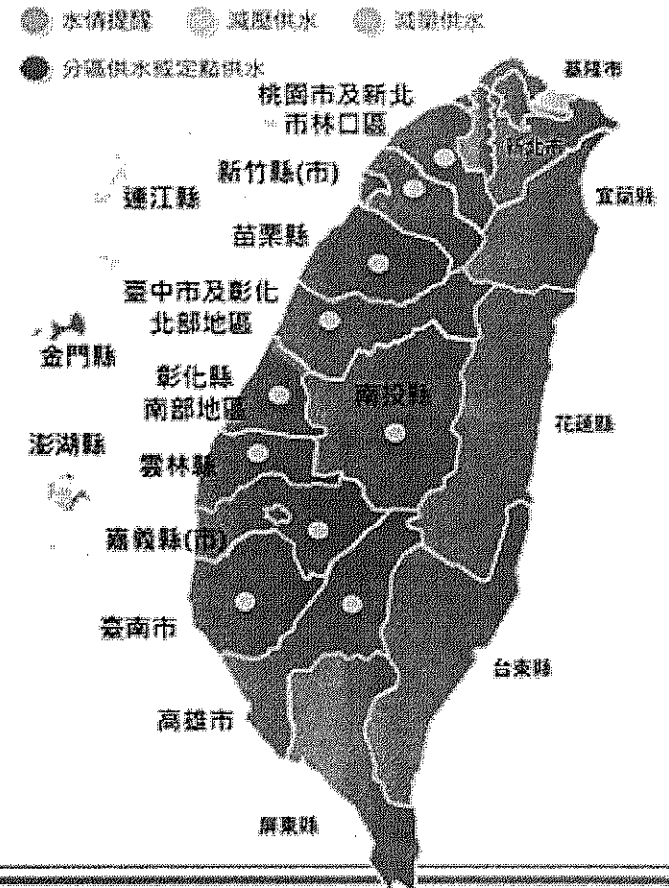 水情提醒 減壓供水 減量供水
分區供水或定點供水
基隆市
桃園市及新北
市林口區
新北市
新竹縣(市)
宜蘭縣
連江縣
苗栗縣
臺中市及彰化
北部地區
金門縣
彰化縣
南部地區
南投縣
花蓮縣
澎湖縣
雲林縣
嘉義縣(市)
臺南市
台東縣
高雄市
屏東縣